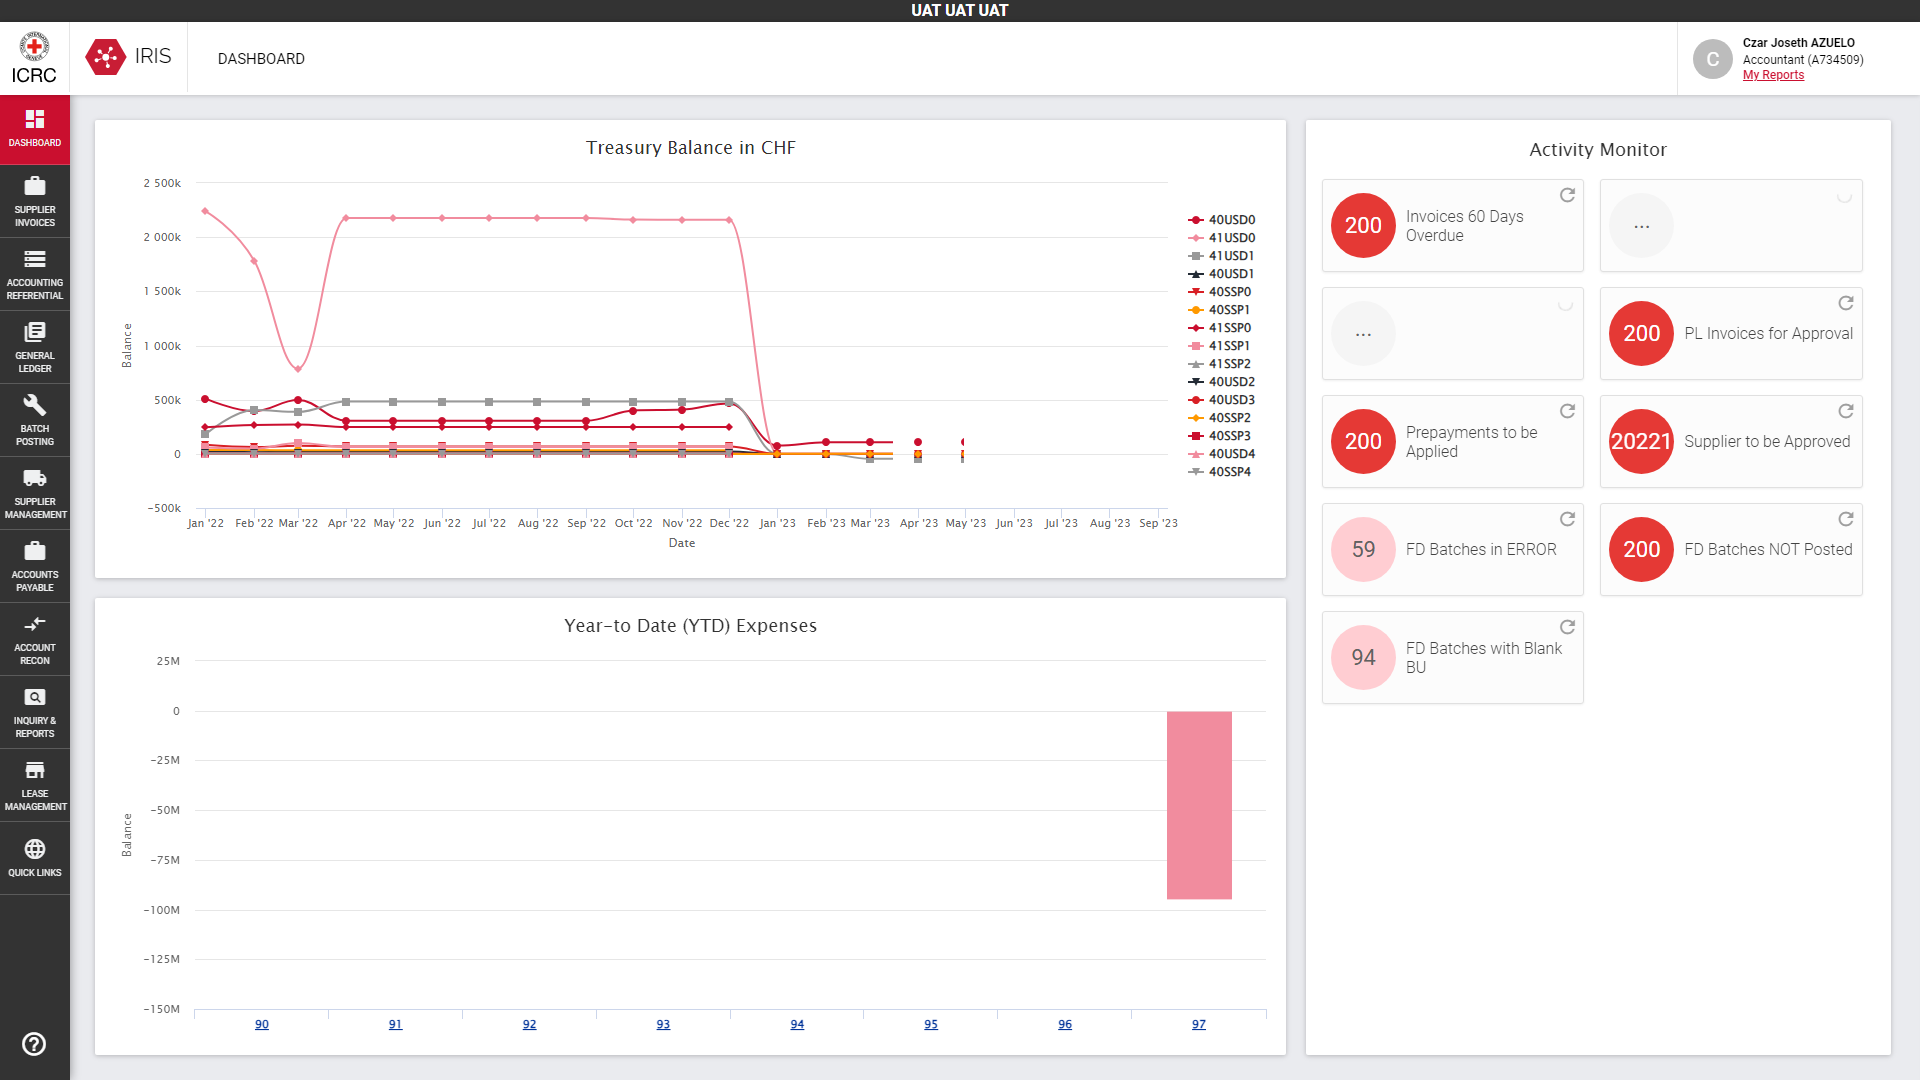 UAT UAT UAT
ICRC
IRIS
DASHBOARD
C
Czar Joseth AZUELO
Accountant (A734509)
My Reports
DASHBOARD
SUPPLIER
INVOICES
ACCOUNTING
REFERENTIAL
GENERAL
LEDGER
BATCH
POSTING
SUPPLIER
MANAGEMENT
ACCOUNTS
PAYABLE
ACCOUNT
RECON
INQUIRY &
REPORTS
LEASE
MANAGEMENT
QUICK LINKS
Treasury Balance in CHF
2 500k
2 000k
1 500k
1 000k
500k
0
-500k
Balance
Jan '22 Feb '22 Mar '22 Apr '22 May '22 Jun '22 Jul '22 Aug '22 Sep '22 Oct '22 Nov '22 Dec '22 Jan '23 Feb '23 Mar '23 Apr '23 May '23 Jun '23 Jul '23 Aug '23 Sep '23
Date
40USD0
41USD0
41USD1
40USD1
40SSP0
40SSP1
41SSP0
41SSP1
41SSP2
40USD2
40USD3
40SSP2
40SSP3
40USD4
40SSP4
Year-to Date (YTD) Expenses
25M
0
-25M
-50M
-75M
-100M
-125M
-150M
Balance
90 91 92 93 94 95 96 97
Activity Monitor
200
Invoices 60 Days
Overdue
...
...
200
PL Invoices for Approval
200
Prepayments to be
Applied
20221
Supplier to be Approved
59
FD Batches in ERROR
200
FD Batches NOT Posted
94
FD Batches with Blank
BU